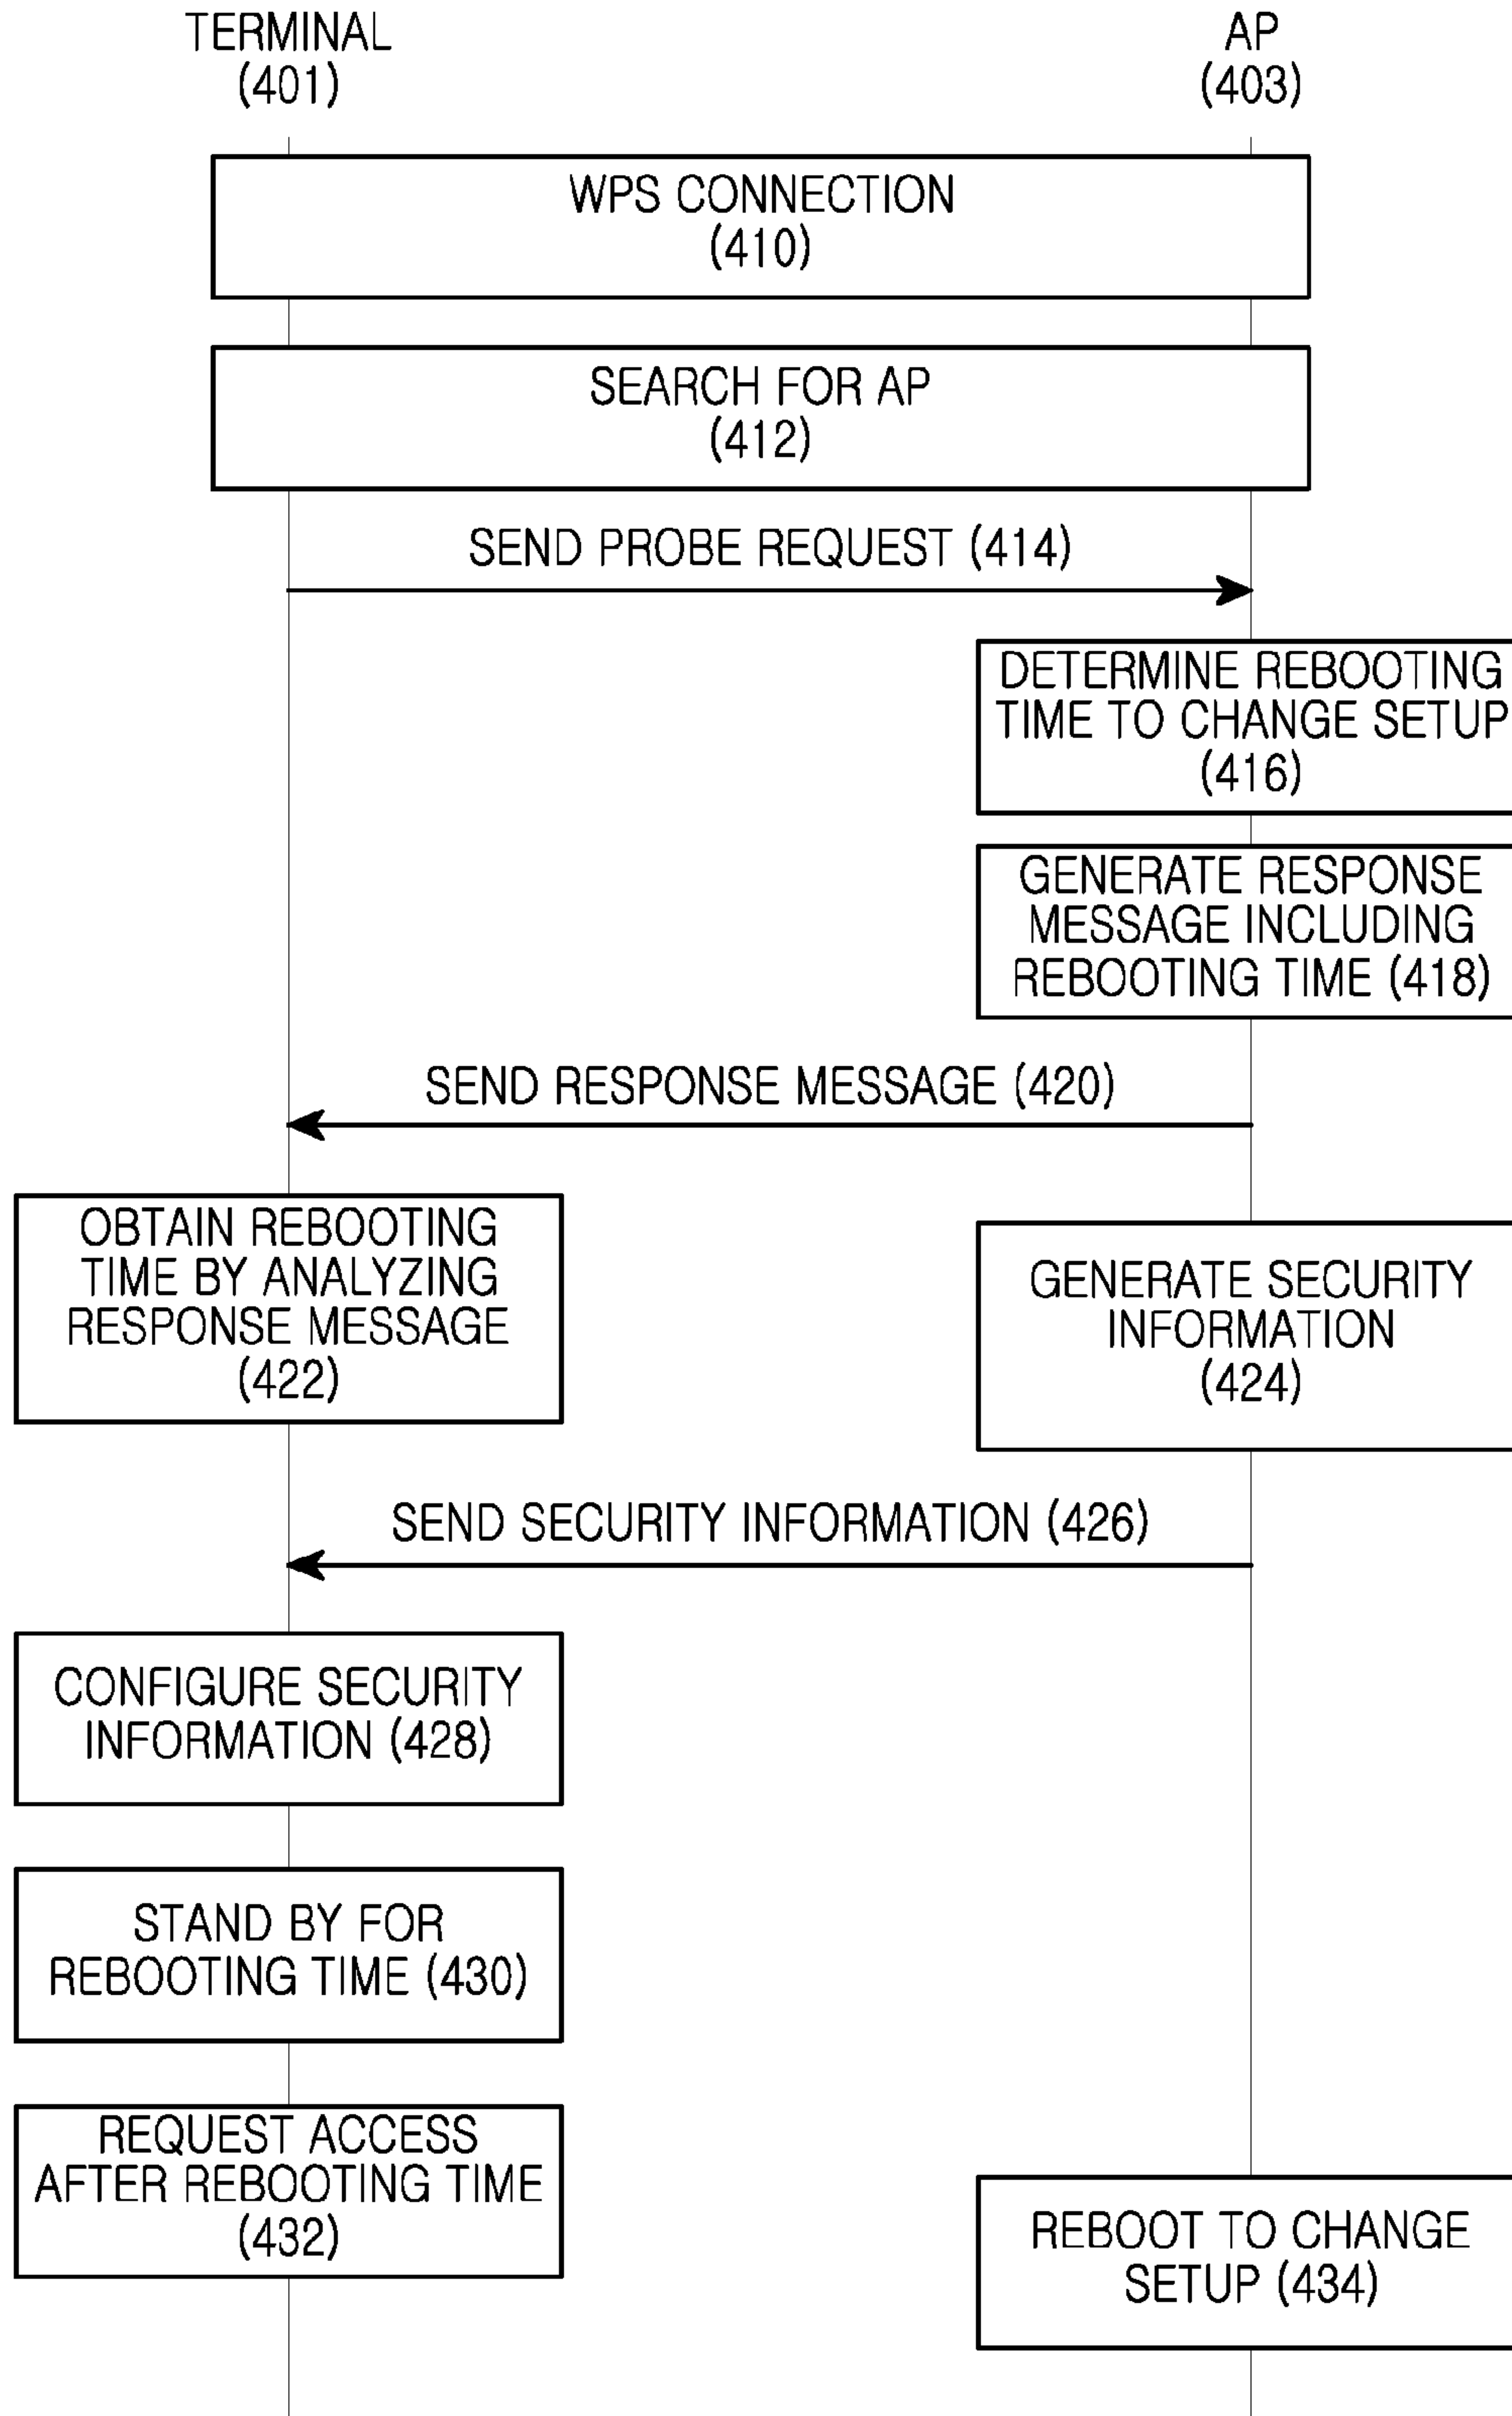 TERMINAL
(401)
AP
(403)
WPS CONNECTION
(410)
SEARCH FOR AP
(412)
SEND PROBE REQUEST (414)
DETERMINE REBOOTING
TIME TO CHANGE SETUP
(416)
GENERATE RESPONSE
MESSAGE INCLUDING
REBOOTING TIME (418)
SEND RESPONSE MESSAGE (420)
OBTAIN REBOOTING
TIME BY ANALYZING
RESPONSE MESSAGE
(422)
GENERATE SECURITY
INFORMATION
(424)
SEND SECURITY INFORMATION (426)
CONFIGURE SECURITY
INFORMATION (428)
STAND BY FOR
REBOOTING TIME (430)
REQUEST ACCESS
AFTER REBOOTING TIME
(432)
REBOOT TO CHANGE
SETUP (434)